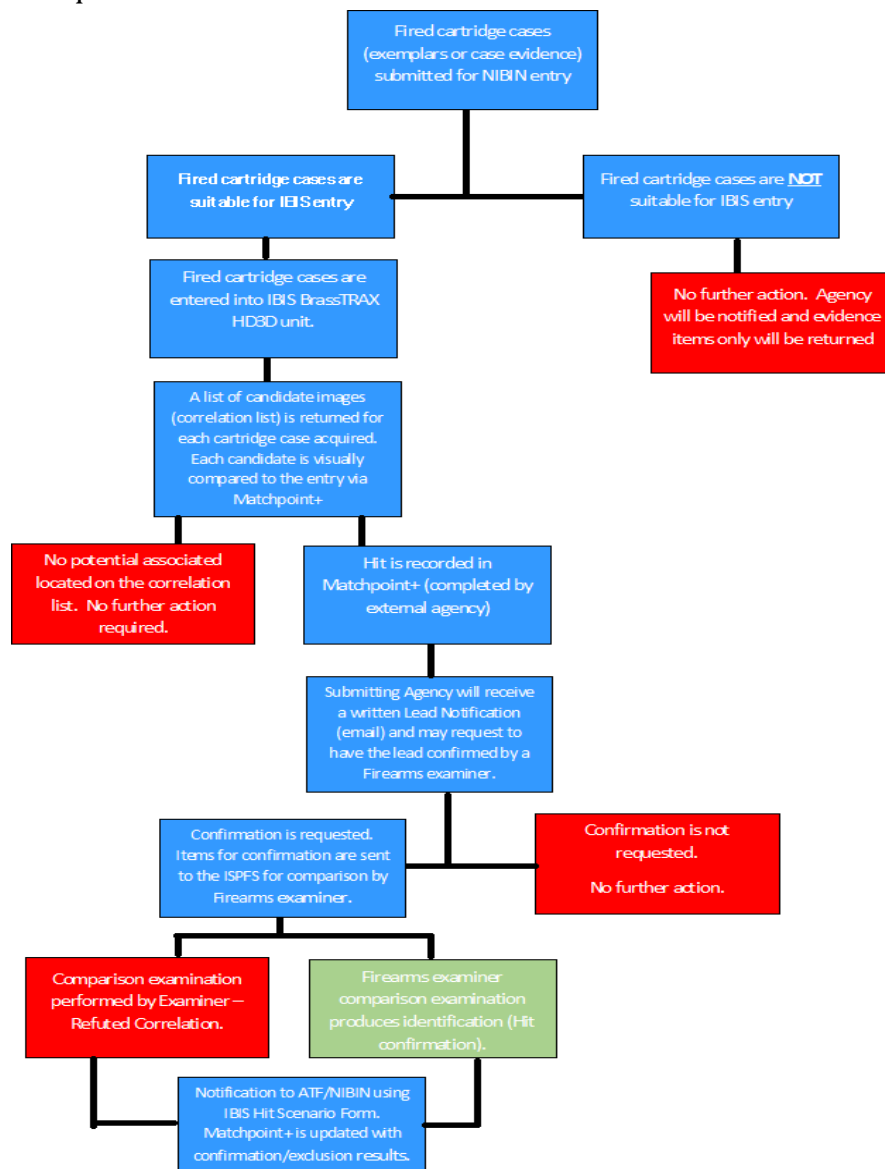 Fired cartridge cases
(exemplars or case evidence)
submitted for NIBIN entry
Fired cartridge cases are
suitable for IBIS entry
Fired cartridge cases are NOT
suitable for IBIS entry
Fired cartridge cases are
entered into IBIS BrassTRAX
HD3D unit.
No further action. Agency
will be notified and evidence
items only will be returned
A list of candidate images
(correlation list) is returned for
each cartridge case acquired.
Each candidate is visually
compared to the entry via
Matchpoint+
No potential associated
located on the correlation
list. No further action
required.
Hit is recorded in
Matchpoint+ (completed by
external agency)
Submitting Agency will receive
a written Lead Notification
(email) and may request to
have the lead confirmed by a
Firearms examiner.
Confirmation is requested.
Items for confirmation are sent
to the ISPFS for comparison by
Firearms examiner.
Confirmation is not
requested.
No further action.
Comparison examination
performed by Examiner –
Refuted Correlation.
Firearms examiner
comparison examination
produces identification (Hit
confirmation).
Notification to ATF/NIBIN using
IBIS Hit Scenario Form.
Matchpoint+ is updated with
confirmation/exclusion results.